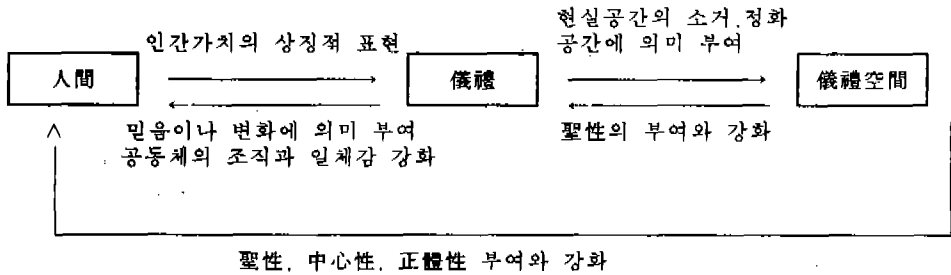 현실공간의 소거,정화
인간가치의 상징적 표현
공간에 의미 부여
人間
儀禮
儀禮空間
믿음이나 변화에 의미 부여
聖性의 부여와 강화
공동체의 조직과 일체감 강화
聖性, 中心性, 正體性 부여와 강화